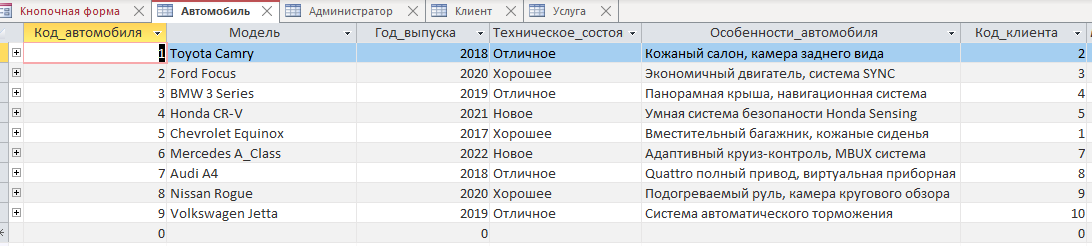 Кнопочная форма Автомобиль Администратор Клиент Услуга
Код_автомобиля Модель Год_выпуска Техническое_состоя Особенности_автомобиля Код_клиента
1 Toyota Camry 2018 Отличное Кожаный салон, камера заднего вида 2
2 Ford Focus 2020 Хорошее Экономичный двигатель, система SYNC 3
3 BMW 3 Series 2019 Отличное Панорамная крыша, навигационная система 4
4 Honda CR-V 2021 Новое Умная система безопаности Honda Sensing 5
5 Chevrolet Equinox 2017 Хорошее Вместительный багажник, кожаные сиденья 1
6 Mercedes A_Class 2022 Новое Адаптивный круиз-контроль, MBUX система 7
7 Audi A4 2018 Отличное Quattro полный привод, виртуальная приборная 8
8 Nissan Rogue 2020 Хорошее Подогреваемый руль, камера кругового обзора 9
9 Volkswagen Jetta 2019 Отличное Система автоматического торможения 10
0 0 0